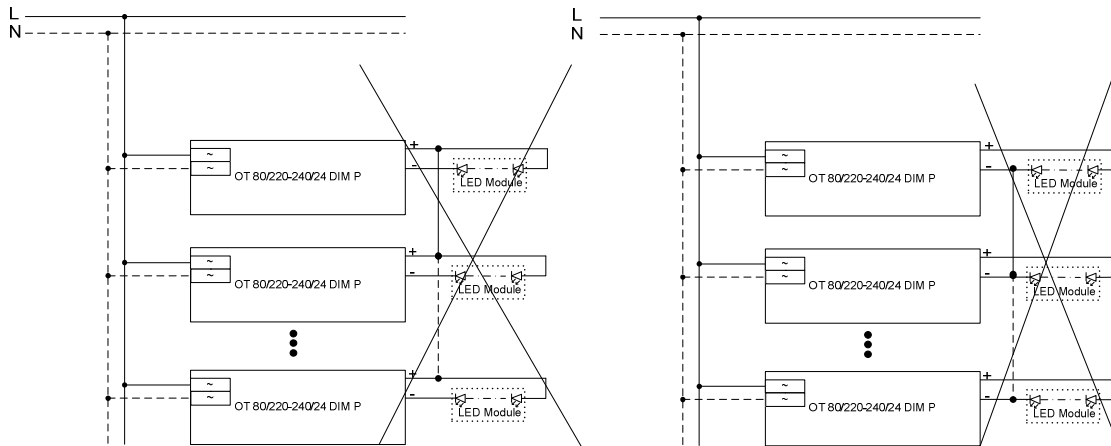 L
N
L
N
+
~
~
-
OT 80/220-240/24 DIM P
LED Module
+
~
~
-
OT 80/220-240/24 DIM P
LED Module
+
~
~
-
OT 80/220-240/24 DIM P
LED Module
+
~
~
-
OT 80/220-240/24 DIM P
LED Module
+
~
~
-
OT 80/220-240/24 DIM P
LED Module
+
~
~
-
OT 80/220-240/24 DIM P
LED Module